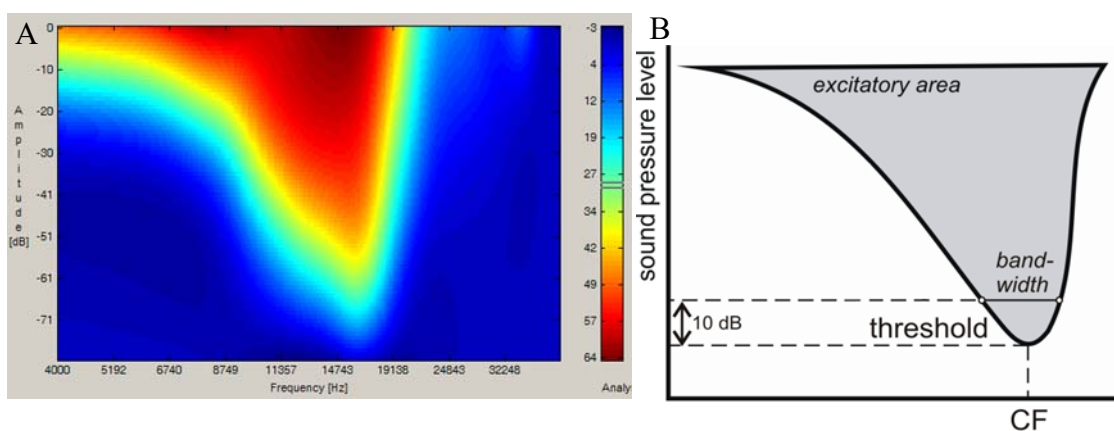 A
0
-10
-20
-30
-41
-51
-61
-71
Amplitude
[dB]
4000 5192 6740 8749 11357 14743 19138 24843 32248
Frequency [Hz]
-3
4
12
19
27
34
42
49
57
64
Analy
B
sound pressure level
excitatory area
band-
width
10 dB
threshold
CF